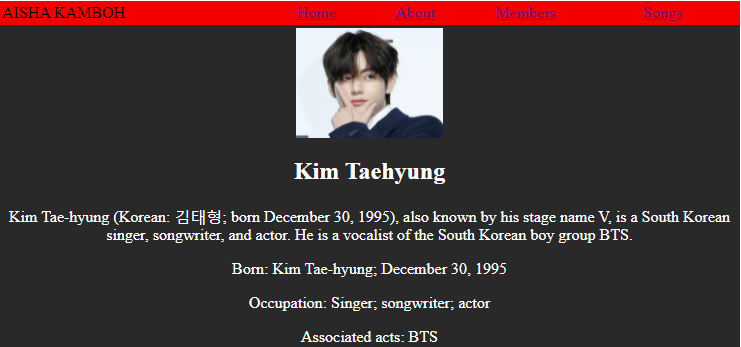 AISHA KAMBOH Home About Members Songs
Kim Taehyung
Kim Tae-hyung (Korean: 김태형; born December 30, 1995), also known by his stage name V, is a South Korean
singer, songwriter, and actor. He is a vocalist of the South Korean boy group BTS.
Born: Kim Tae-hyung; December 30, 1995
Occupation: Singer; songwriter; actor
Associated acts: BTS